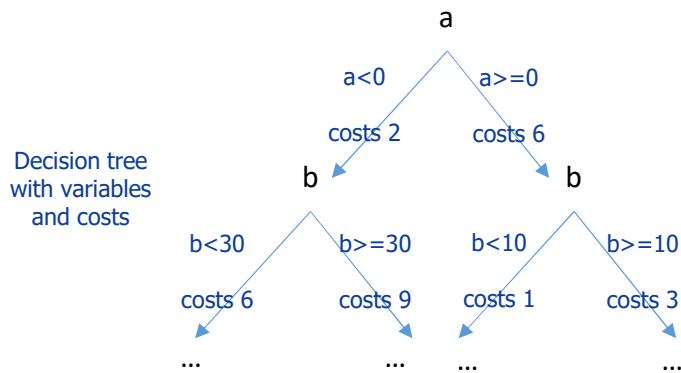 a
a<0
a>=0
costs 2
costs 6
Decision tree
with variables
and costs
b
b
b<30
b>=30
b<10
b>=10
costs 6
costs 9
costs 1
costs 3
...
...
...
...